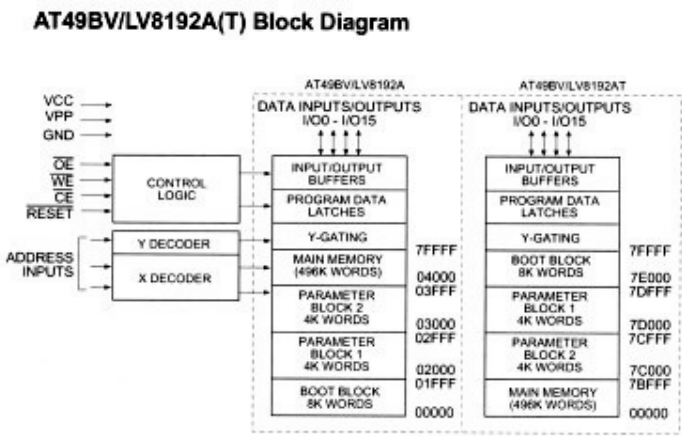 AT49BV/LV8192A(T) Block Diagram
AT49BV/LV8192A
AT49BV/LV8192AT
VCC
VPP
GND
OE
WE
CE
RESET
ADDRESS
INPUTS
CONTROL
LOGIC
Y DECODER
X DECODER
DATA INPUTS/OUTPUTS
I/O0 - I/O15
INPUT/OUTPUT
BUFFERS
PROGRAM DATA
LATCHES
Y-GATING
7FFFF
MAIN MEMORY
(496K WORDS)
04000
03FFF
PARAMETER
BLOCK 2
4K WORDS
03000
02FFF
PARAMETER
BLOCK 1
4K WORDS
02000
01FFF
BOOT BLOCK
8K WORDS
00000
DATA INPUTS/OUTPUTS
I/O0 - I/O15
INPUT/OUTPUT
BUFFERS
PROGRAM DATA
LATCHES
Y-GATING
7FFFF
BOOT BLOCK
8K WORDS
7E000
7DFFF
PARAMETER
BLOCK 1
4K WORDS
7D000
7CFFF
PARAMETER
BLOCK 2
4K WORDS
7C000
7BFFF
MAIN MEMORY
(496K WORDS)
00000